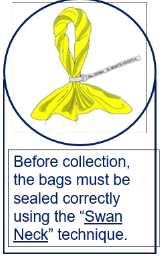 Before collection,
the bags must be
sealed correctly
using the “Swan
Neck” technique.